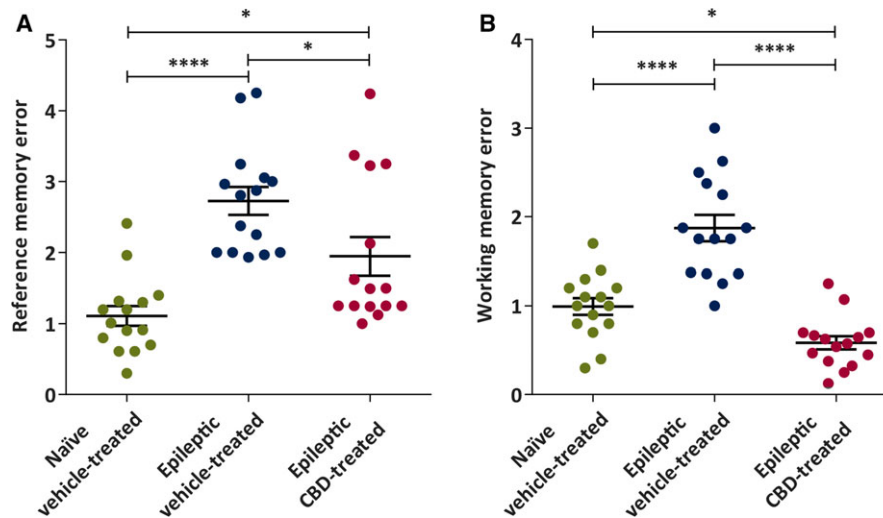 A
*
****
*
5
4
3
2
1
0
Reference memory error
Naïve
vehicle-treated
Epileptic
vehicle-treated
Epileptic
CBD-treated
B
*
****
****
4
3
2
1
0
Working memory error
Naïve
vehicle-treated
Epileptic
vehicle-treated
Epileptic
CBD-treated